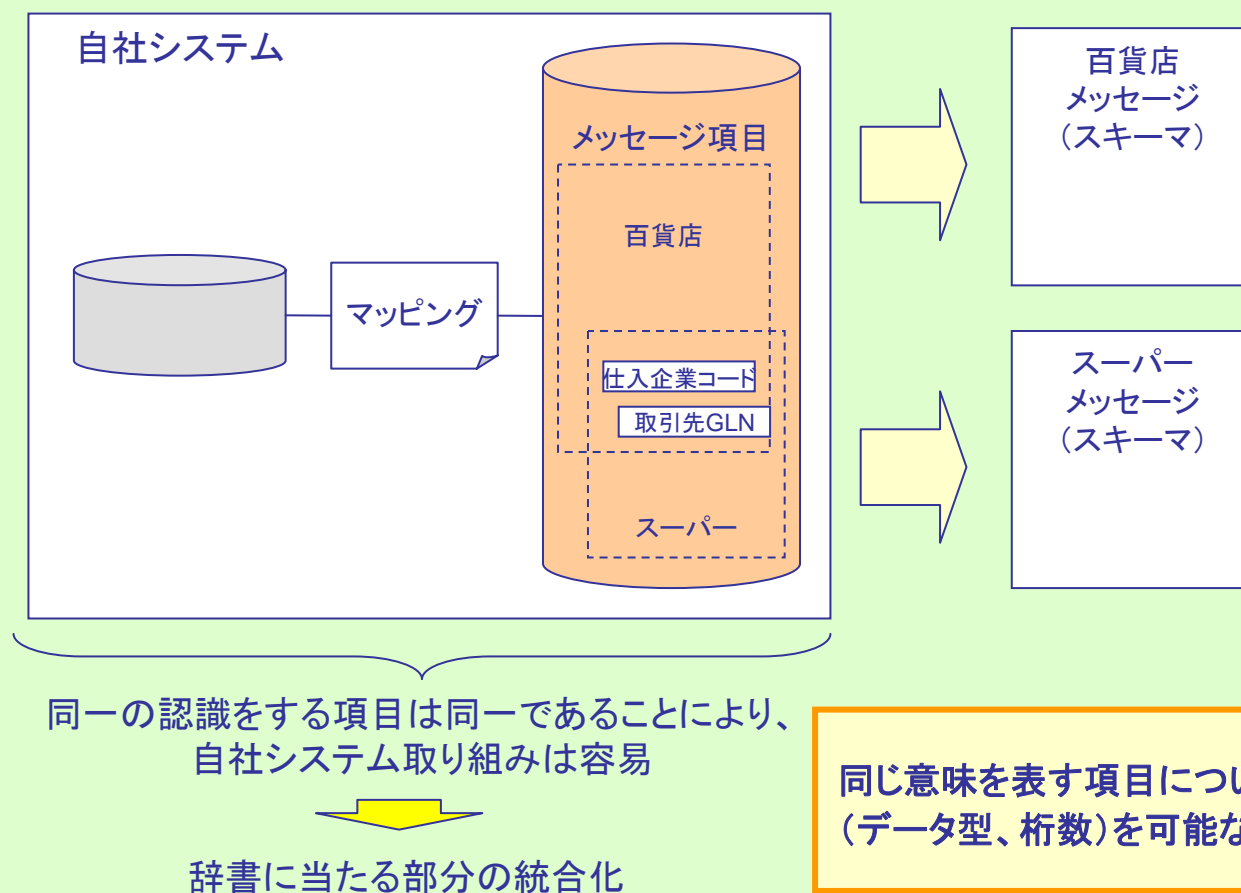 自社システム
メッセージ項目
百貨店
マッピング
仕入企業コード
取引先GLN
スーパー
百貨店
メッセージ
（スキーマ）
スーパー
メッセージ
（スキーマ）
同一の認識をする項目は同一であることにより、
自社システム取り組みは容易
辞書に当たる部分の統合化
同じ意味を表す項目につい
（データ型、桁数）を可能な